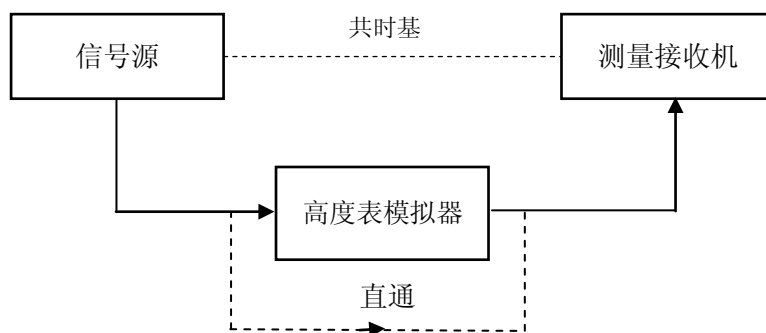 共时基
信号源
测量接收机
高度表模拟器
直通